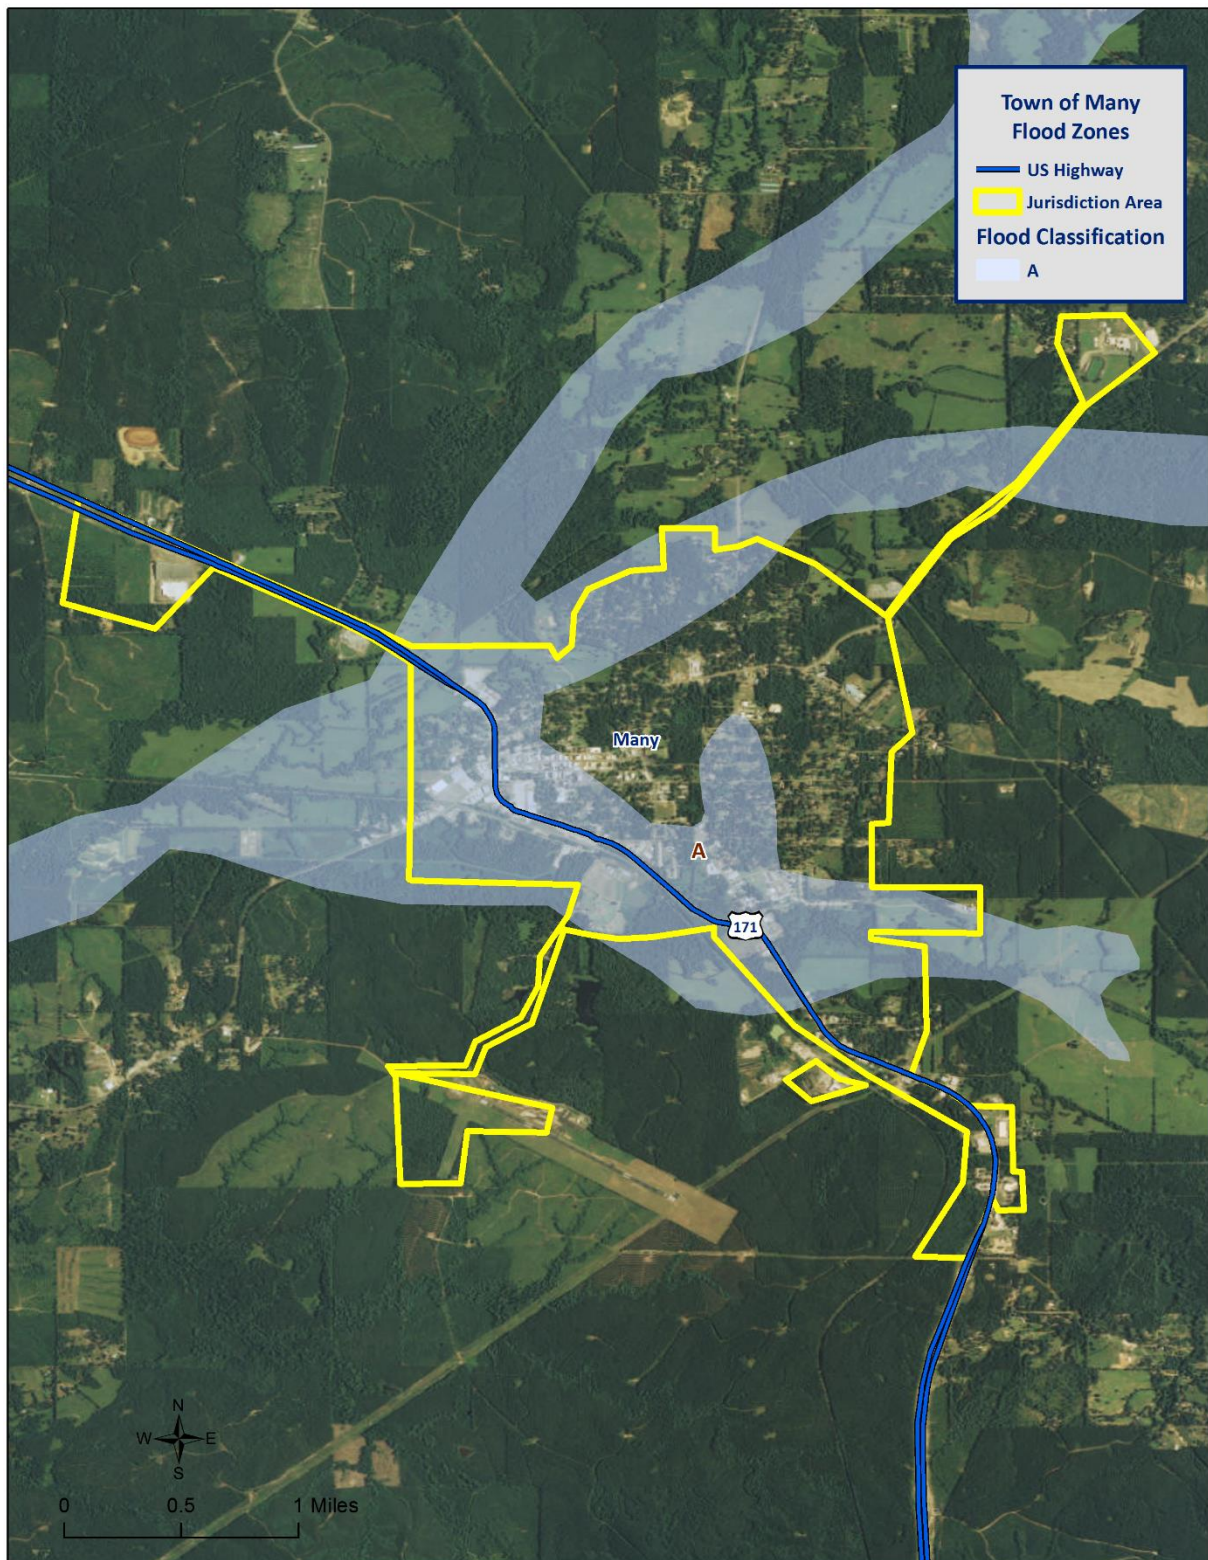 Town of Many
Flood Zones
US Highway
Jurisdiction Area
Flood Classification
A
Many
A
171
N
W E
S
0 0.5 1 Miles